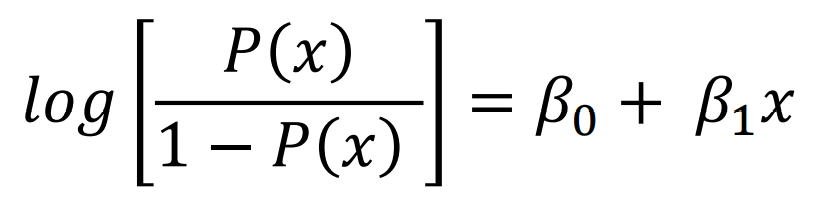 log [ P(x) / 1 − P(x) ] = β₀ + β₁x